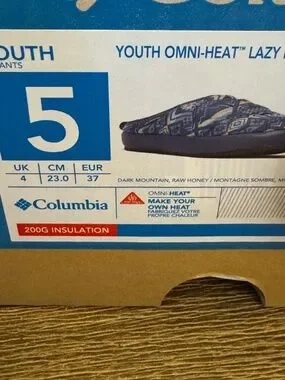 OUTH
ANTS
YOUTH OMNI-HEAT™ LAZY
5
UK CM EUR
4 23.0 37
DARK MOUNTAIN, RAW HONEY / MONTAGNE SOMBRE,
Columbia
OMNI-HEAT®
MAKE YOUR
OWN HEAT
FABRIQUEZ VOTRE
PROPRE CHALEUR
200G INSULATION